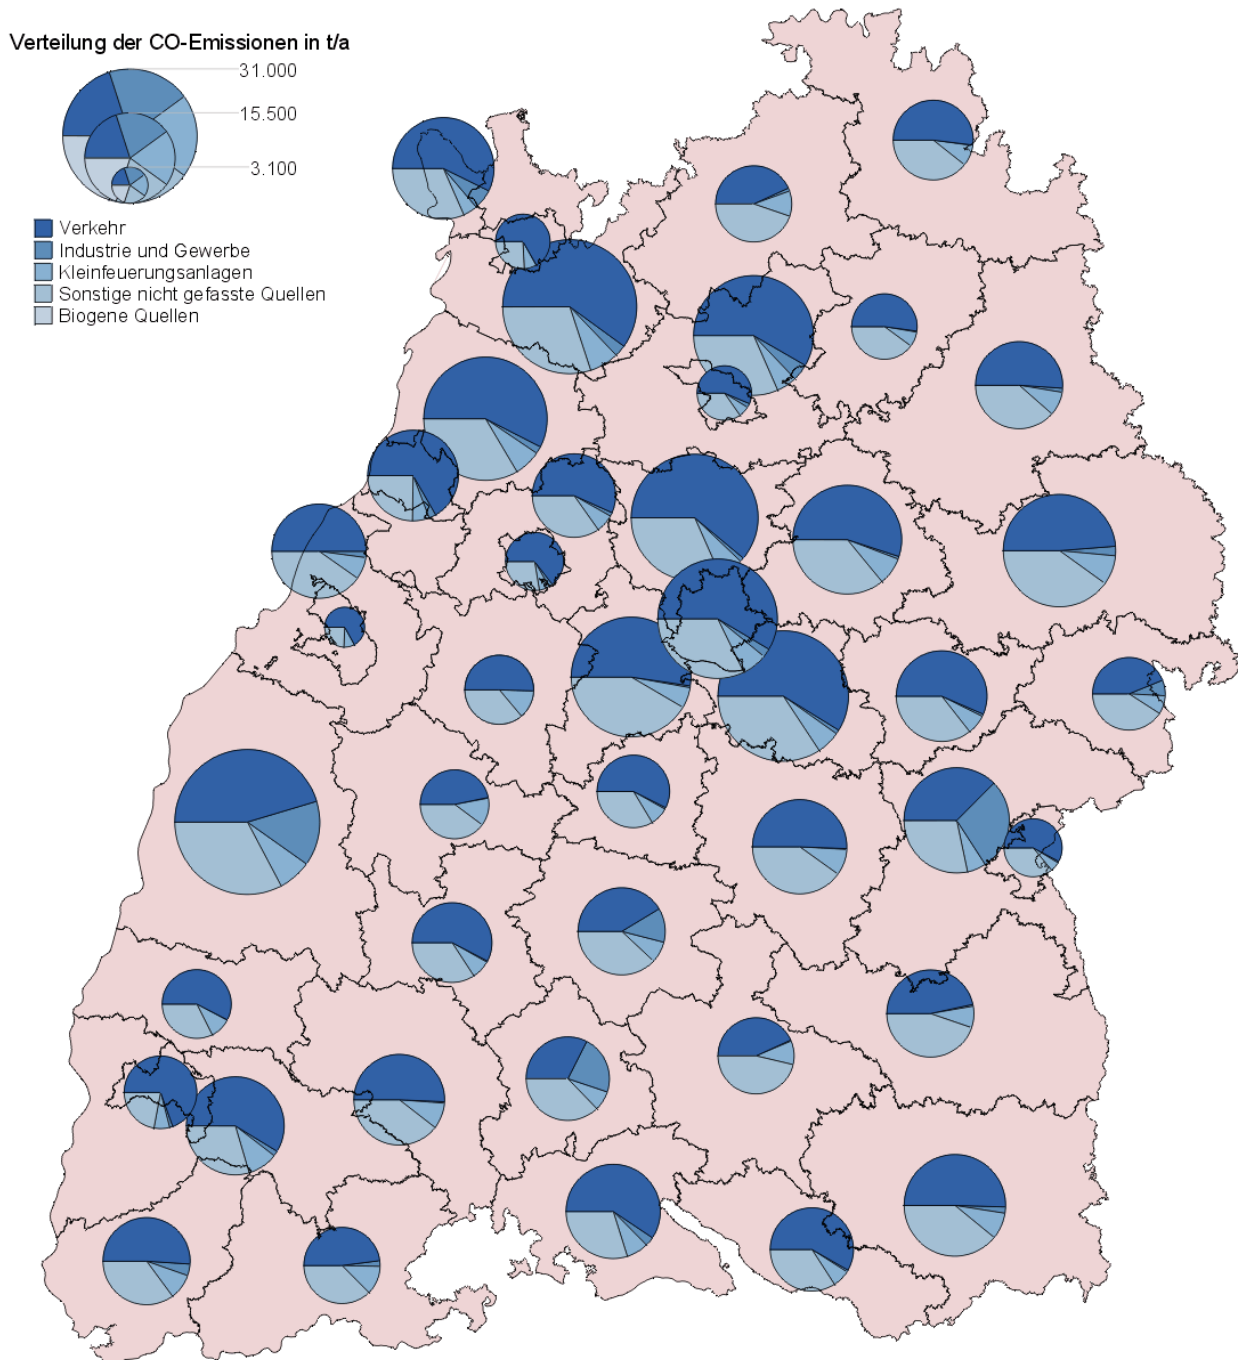 Verteilung der CO-Emissionen in t/a
31.000
15.500
3.100
Verkehr
Industrie und Gewerbe
Kleinfeuerungsanlagen
Sonstige nicht gefasste Quellen
Biogene Quellen